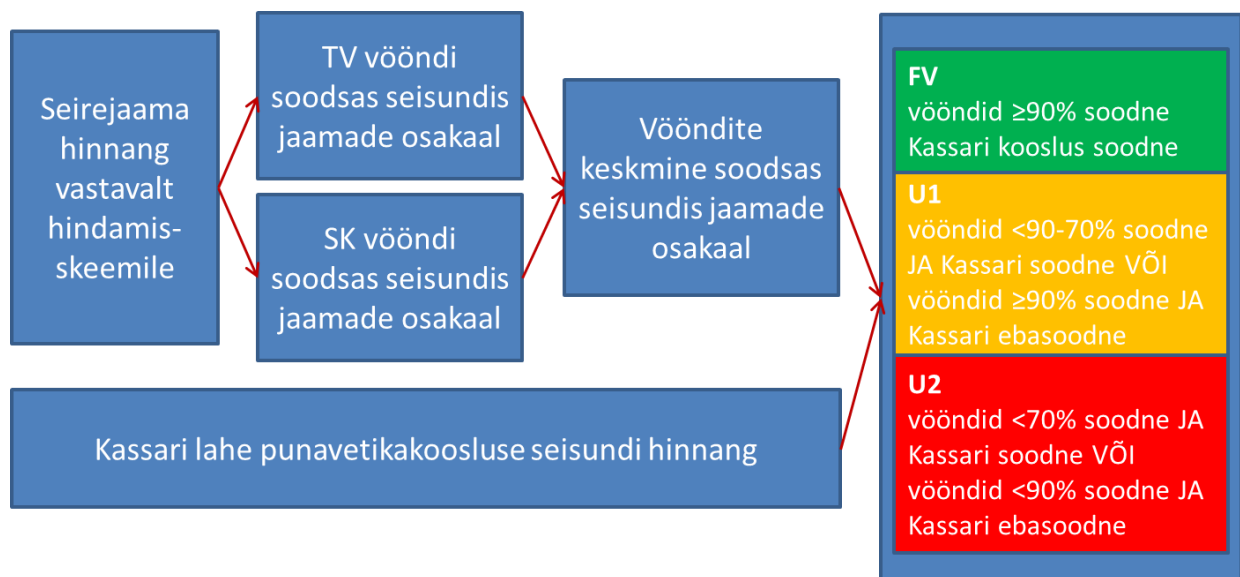 Seirejaama
hinnang
vastavalt
hindamis-
skeemile
TV vööndi
soodsas seisundis
jaamade osakaal
SK vööndi
soodsas seisundis
jaamade osakaal
Vööndite
keskmine soodsas
seisundis jaamade
osakaal
Kassari lahe punavetikakoosluse seisundi hinnang
FV
vööndid ≥90% soodne
Kassari kooslus soodne
U1
vööndid <90-70% soodne
JA Kassari soodne VÕI
vööndid ≥90% soodne JA
Kassari ebasoodne
U2
vööndid <70% soodne JA
Kassari soodne VÕI
vööndid <90% soodne JA
Kassari ebasoodne